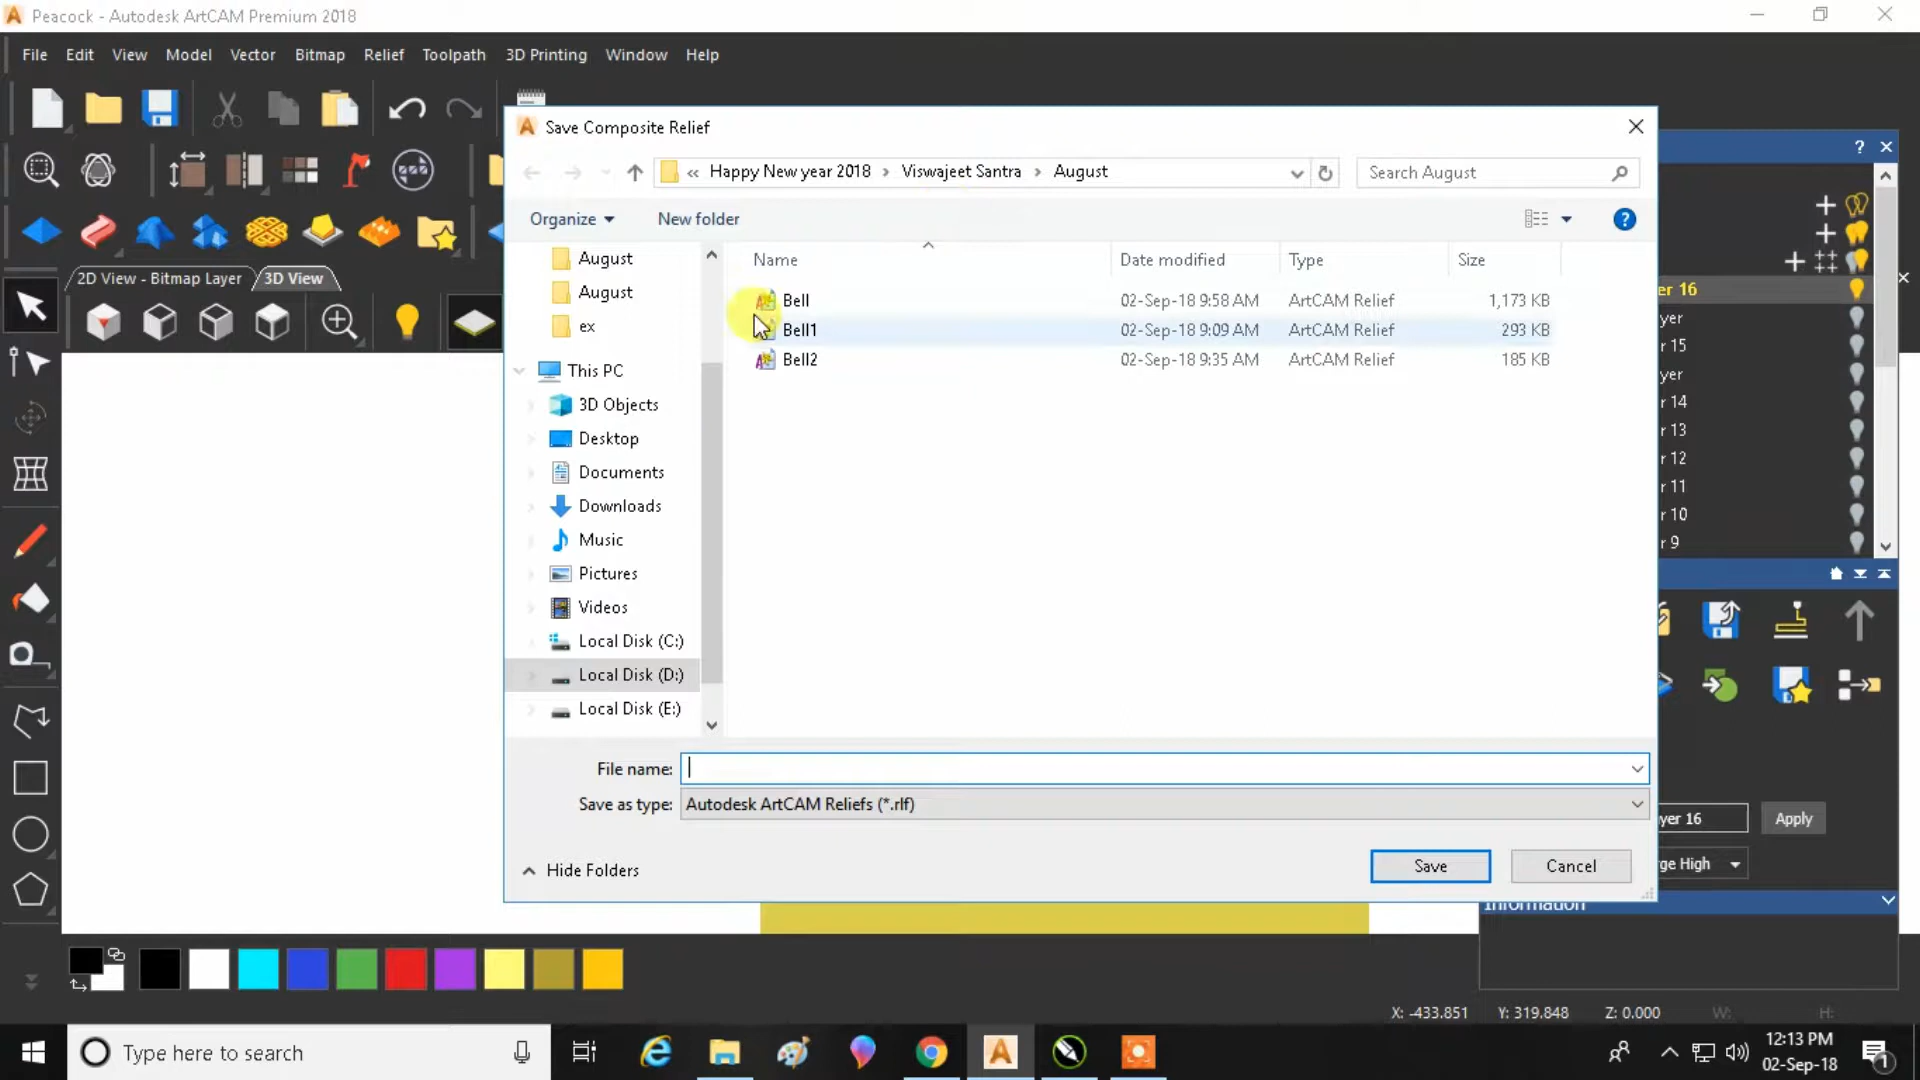 Peacock - Autodesk ArtCAM Premium 2018
File Edit View Model Vector Bitmap Relief Toolpath 3D Printing Window Help
Save Composite Relief
« Happy New year 2018 › Viswajeet Santra › August
Search August
Organize
New folder
2D View - Bitmap Layer
3D View
August
August
ex
This PC
3D Objects
Desktop
Documents
Downloads
Music
Pictures
Videos
Local Disk (C:)
Local Disk (D:)
Local Disk (E:)
Name Date modified Type Size
Bell 02-Sep-18 9:58 AM ArtCAM Relief 1,173 KB
Bell1 02-Sep-18 9:09 AM ArtCAM Relief 293 KB
Bell2 02-Sep-18 9:35 AM ArtCAM Relief 185 KB
er 16
yer
r 15
yer
r 14
r 13
r 12
r 11
r 10
r 9
File name:
Save as type: Autodesk ArtCAM Reliefs (*.rlf)
Hide Folders
Save
Cancel
yer 16
Apply
ge High
Information
X: -433.851 Y: 319.848 Z: 0.000 W: H:
Type here to search
12:13 PM
02-Sep-18
1